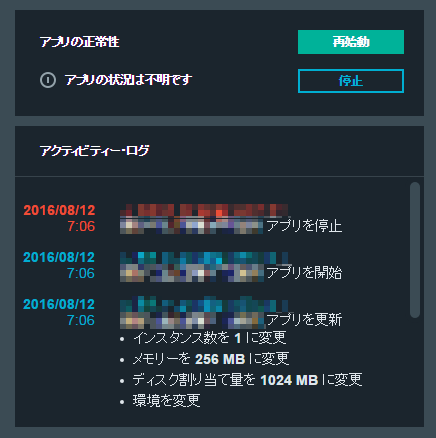 アプリの正常性
再始動
アプリの状況は不明です
停止
アクティビティー・ログ
2016/08/12
7:06
アプリを停止
2016/08/12
7:06
アプリを開始
2016/08/12
7:06
アプリを更新
• インスタンス数を 1 に変更
• メモリーを 256 MB に変更
• ディスク割り当て量を 1024 MB に変更
• 環境を変更